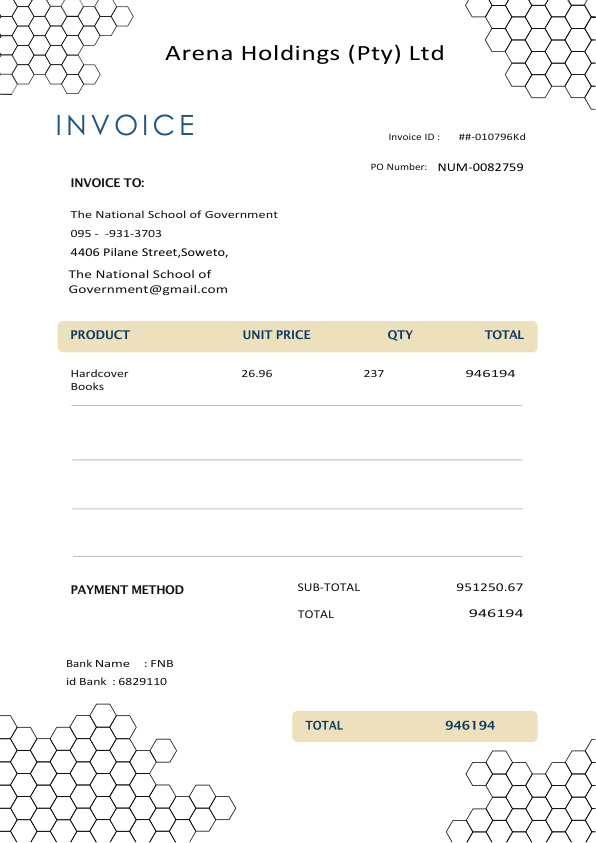 Arena Holdings (Pty) Ltd
INVOICE
Invoice ID : ##-010796Kd
PO Number: NUM-0082759
INVOICE TO:
The National School of Government
095 - -931-3703
4406 Pilane Street,Soweto,
The National School of
Government@gmail.com
PRODUCT UNIT PRICE QTY TOTAL
Hardcover 26.96 237 946194
Books
PAYMENT METHOD
SUB-TOTAL 951250.67
TOTAL 946194
Bank Name : FNB
id Bank : 6829110
TOTAL 946194